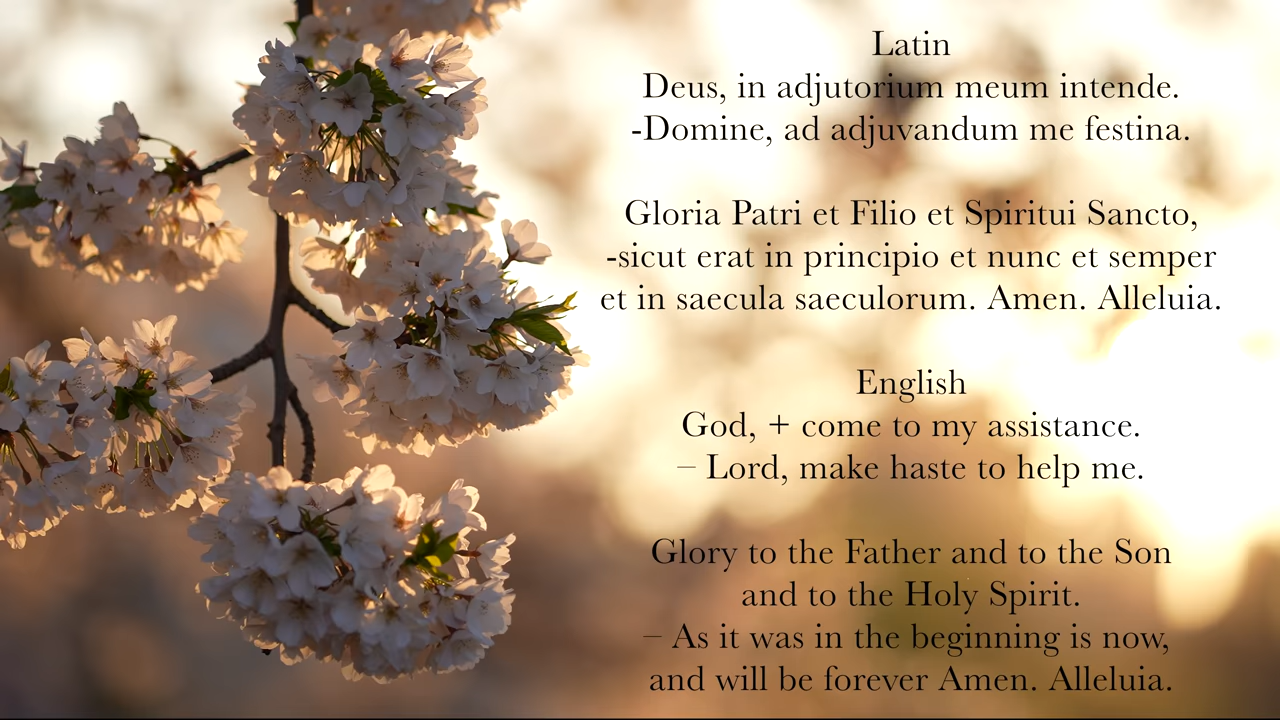 Latin
Deus, in adjutorium meum intende.
-Domine, ad adjuvandum me festina.
Gloria Patri et Filio et Spiritui Sancto,
-sicut erat in principio et nunc et semper
et in saecula saeculorum. Amen. Alleluia.
English
God, + come to my assistance.
– Lord, make haste to help me.
Glory to the Father and to the Son
and to the Holy Spirit.
– As it was in the beginning is now,
and will be forever Amen. Alleluia.